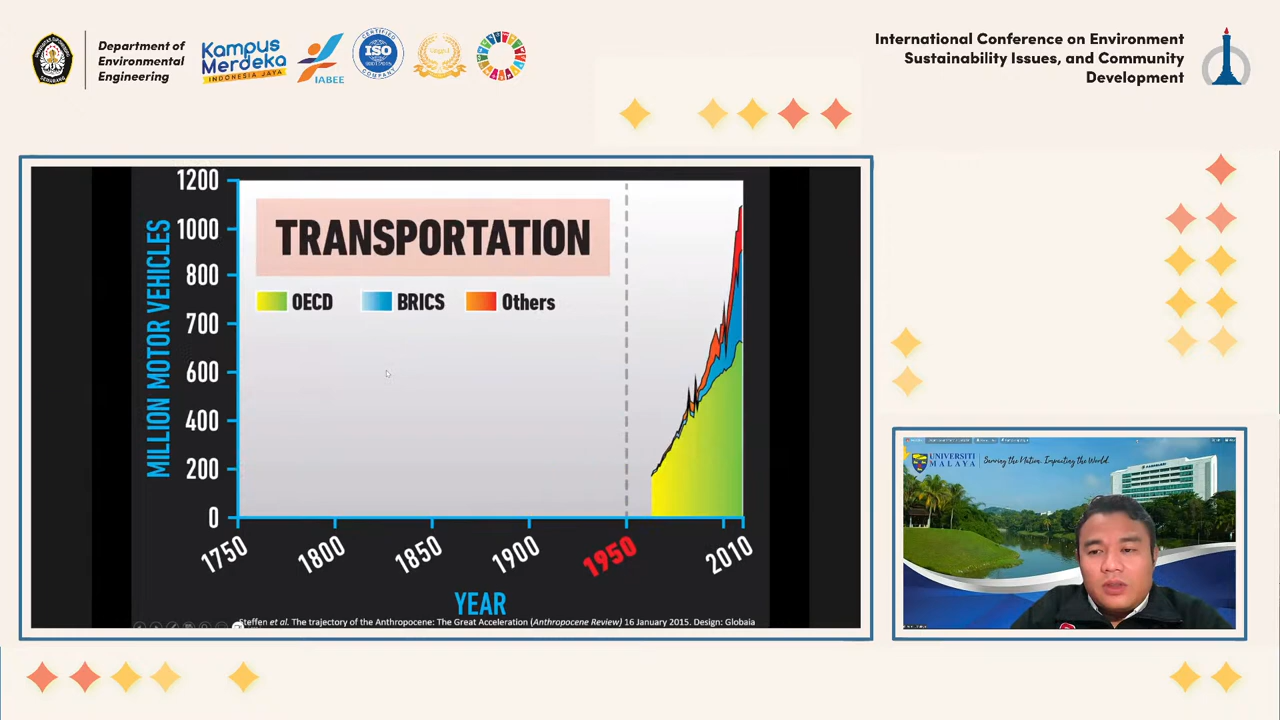 Department of
Environmental
Engineering
Kampus
Merdeka
INDONESIA JAYA
IABEE
CERTIFIED
ISO
COMPANY
International Conference on Environment
Sustainability Issues, and Community
Development
TRANSPORTATION
OECD
BRICS
Others
MILLION MOTOR VEHICLES
1200
1000
800
700
600
400
200
0
1750
1800
1850
1900
1950
2010
YEAR
Steffen et al. The trajectory of the Anthropocene: The Great Acceleration (Anthropocene Review) 16 January 2015. Design: Globaia
UNIVERSITI
MALAYA
Serving the Nation. Impacting the World.